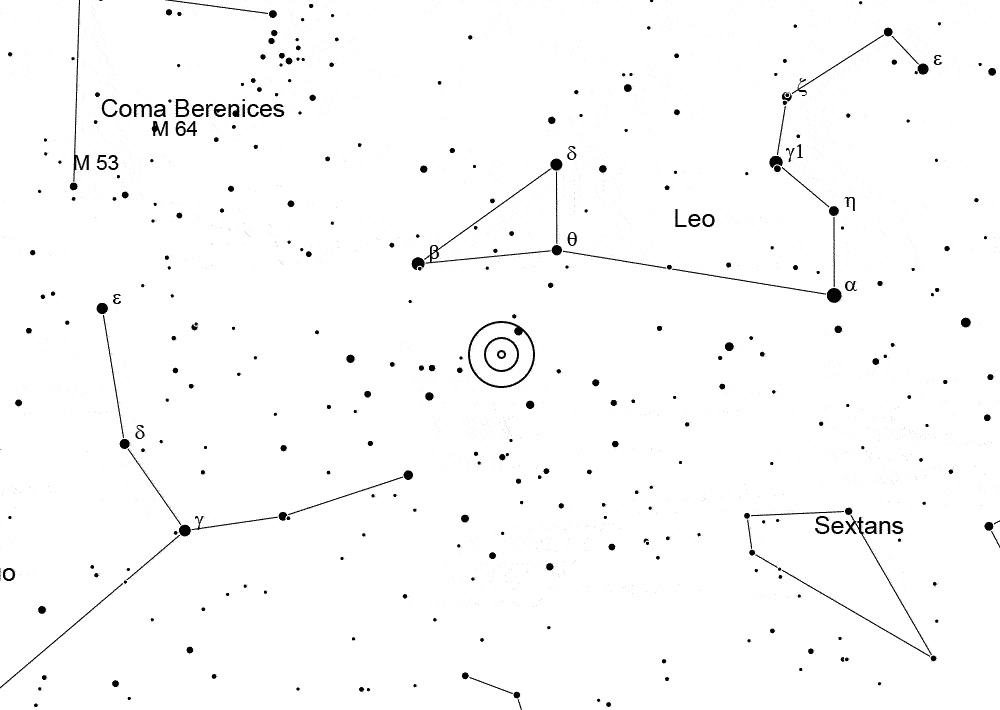 ε
ζ
Coma Berenices
M 64
γ1
δ
M 53
η
Leo
θ
β
α
ε
δ
γ
Sextans